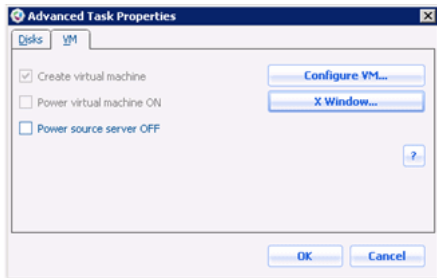 Advanced Task Properties
Disks VM
Create virtual machine
Configure VM...
Power virtual machine ON
X Window...
Power source server OFF
?
OK Cancel